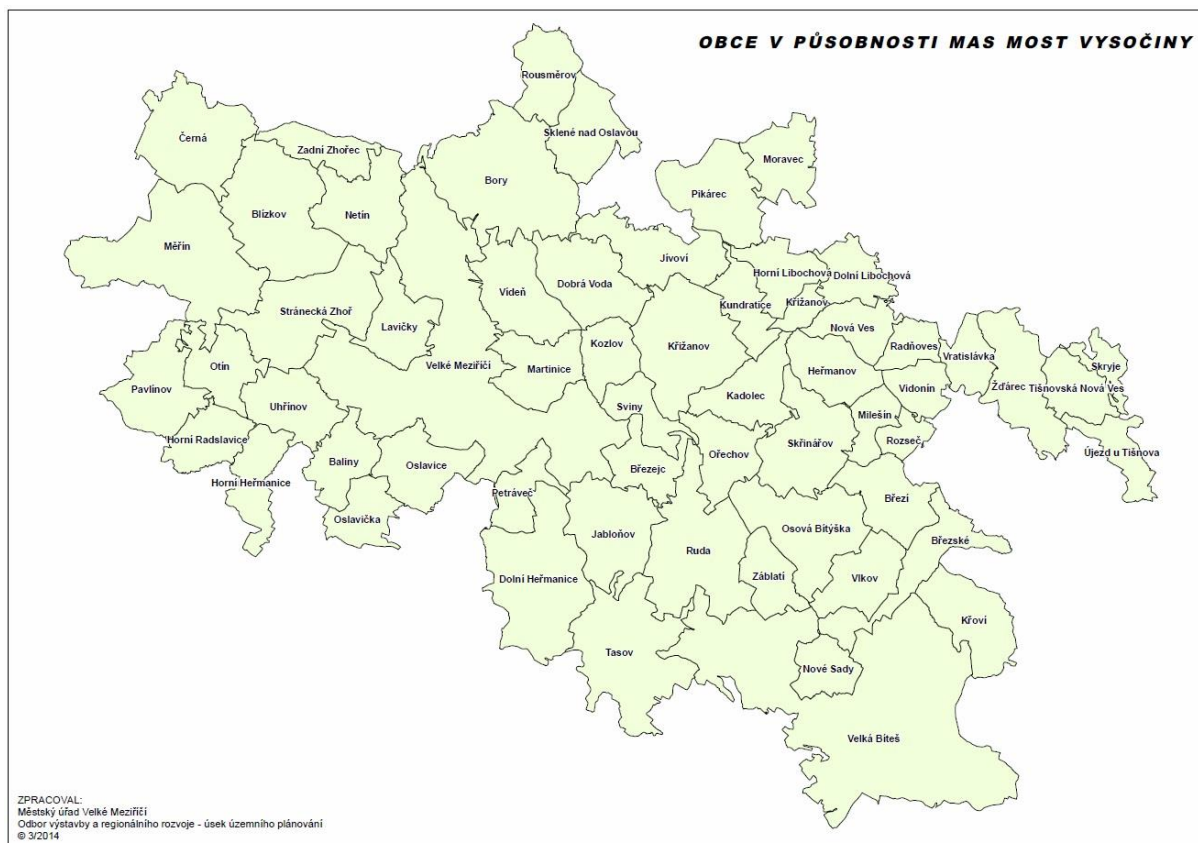 OBCE V PŮSOBNOSTI MAS MOST VYSOČINY
Rousměrov
Sklené nad Oslavou
Černá
Zadní Zhořec
Moravec
Bory
Pikárec
Blízkov
Netín
Měřín
Jívoví
Horní Libochová
Dolní Libochová
Vídeň
Dobrá Voda
Kundratice
Křižanov
Stránecká Zhoř
Lavičky
Nová Ves
Kozlov
Křižanov
Radňoves
Vratislávka
Otín
Velké Meziříčí
Martinice
Heřmanov
Skryje
Pavlínov
Vidonín
Žďárec
Tišnovská Nová Ves
Kadolec
Uhřínov
Sviny
Milešín
Horní Radslavice
Skřinářov
Rozseč
Újezd u Tišnova
Ořechov
Baliny
Oslavice
Březejc
Horní Heřmanice
Petráveč
Březí
Oslavička
Jabloňov
Osová Bítýška
Březské
Ruda
Dolní Heřmanice
Záblatí
Vlkov
Křoví
Tasov
Nové Sady
Velká Bíteš
ZPRACOVAL:
Městský úřad Velké Meziříčí
Odbor výstavby a regionálního rozvoje - úsek územního plánování
© 3/2014